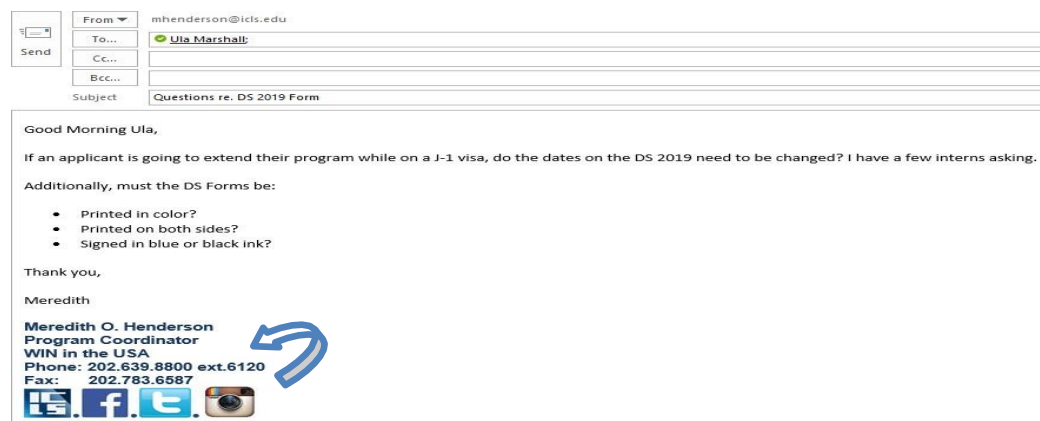 From ▼ mhenderson@icls.edu
Send
To... Ula Marshall;
Cc...
Bcc...
Subject Questions re. DS 2019 Form
Good Morning Ula,
If an applicant is going to extend their program while on a J-1 visa, do the dates on the DS 2019 need to be changed? I have a few interns asking.
Additionally, must the DS Forms be:
• Printed in color?
• Printed on both sides?
• Signed in blue or black ink?
Thank you,
Meredith
Meredith O. Henderson
Program Coordinator
WIN in the USA
Phone: 202.639.8800 ext.6120
Fax: 202.783.6587
ICLS . f . t .